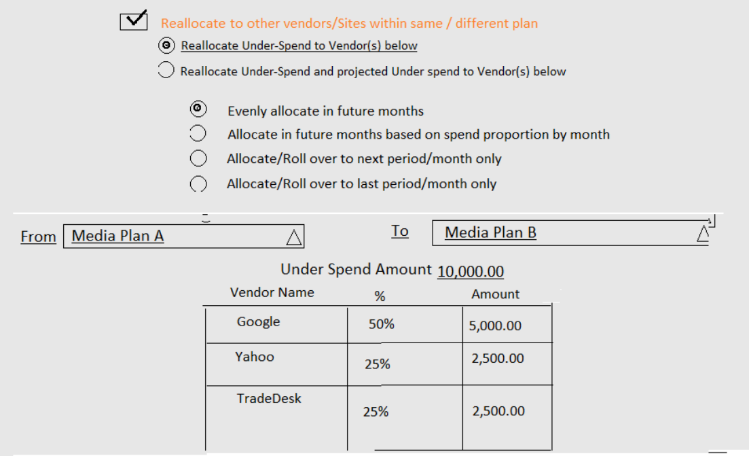 Reallocate to other vendors/Sites within same / different plan
Reallocate Under-Spend to Vendor(s) below
Reallocate Under-Spend and projected Under spend to Vendor(s) below
Evenly allocate in future months
Allocate in future months based on spend proportion by month
Allocate/Roll over to next period/month only
Allocate/Roll over to last period/month only
From Media Plan A To Media Plan B
Under Spend Amount 10,000.00
Vendor Name % Amount
Google 50% 5,000.00
Yahoo 25% 2,500.00
TradeDesk 25% 2,500.00